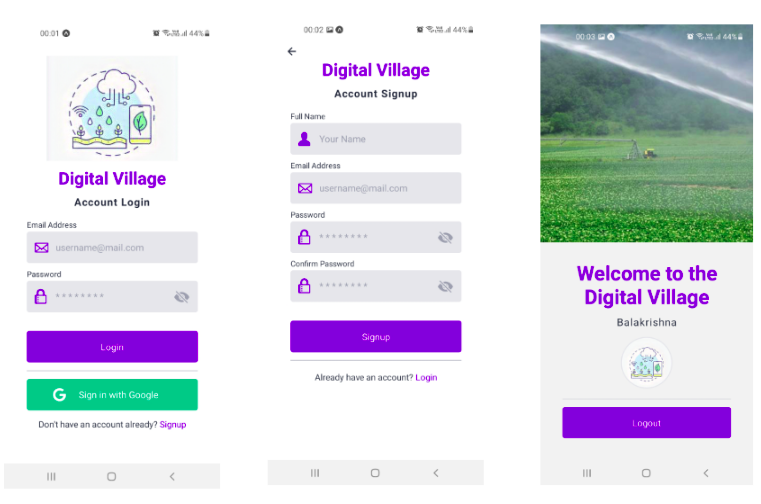 00:01
44%
Digital Village
Account Login
Email Address
username@mail.com
Password
********
Login
G Sign in with Google
Don't have an account already? Signup
00:02
44%
Digital Village
Account Signup
Full Name
Your Name
Email Address
username@mail.com
Password
********
Confirm Password
********
Signup
Already have an account? Login
00:03
44%
Welcome to the
Digital Village
Balakrishna
Logout